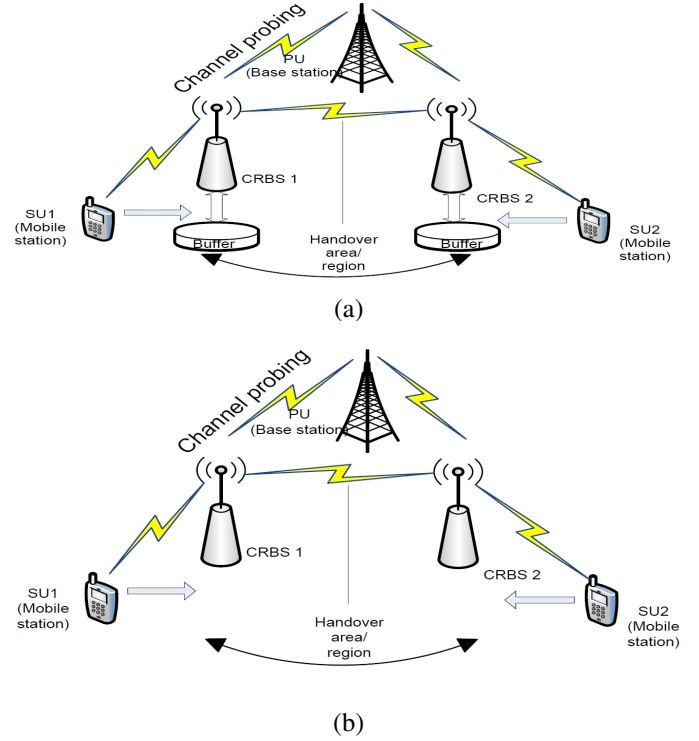 Channel probing
PU
(Base station)
CRBS 1
CRBS 2
SU1
(Mobile
station)
Buffer
Handover
area/
region
Buffer
SU2
(Mobile
station)
(a)
Channel probing
PU
(Base station)
CRBS 1
CRBS 2
SU1
(Mobile
station)
Handover
area/
region
SU2
(Mobile
station)
(b)